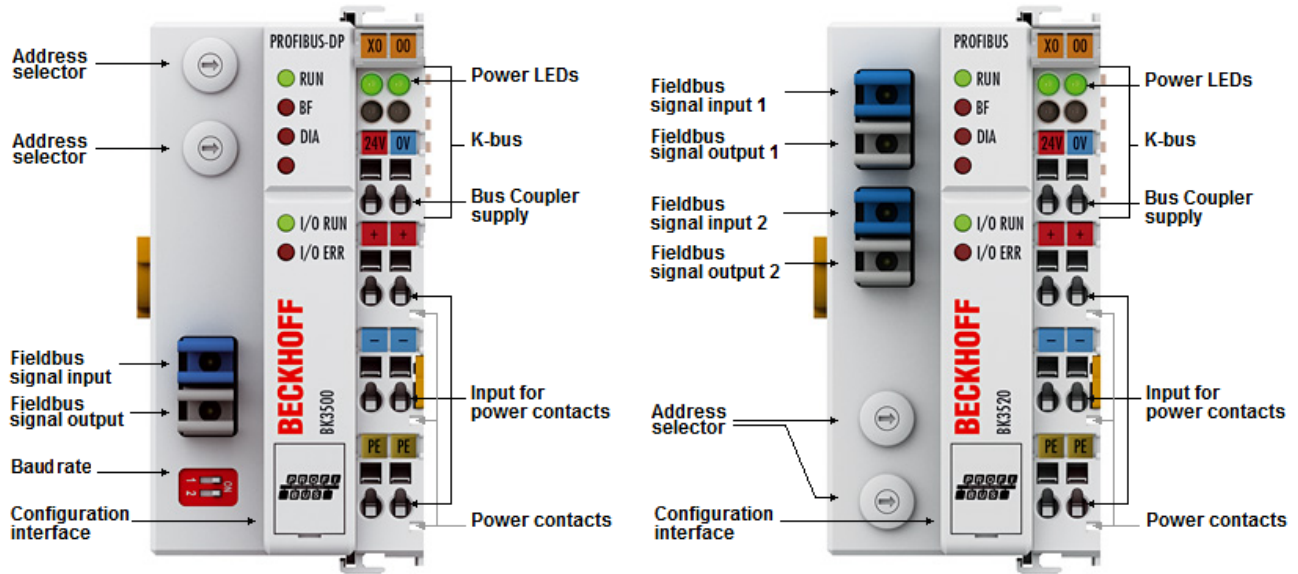 Address
selector
Address
selector
Fieldbus
signal input
Fieldbus
signal output
Baud rate
Configuration
interface
PROFIBUS-DP
RUN
BF
DIA
I/O RUN
I/O ERR
BECKHOFF
BK3500
PROFI
BUS
1
2
ON
X0 00
24V 0V
+ +
− −
PE PE
Power LEDs
K-bus
Bus Coupler
supply
Input for
power contacts
Power contacts
Fieldbus
signal input 1
Fieldbus
signal output 1
Fieldbus
signal input 2
Fieldbus
signal output 2
Address
selector
Configuration
interface
PROFIBUS
RUN
BF
DIA
I/O RUN
I/O ERR
BECKHOFF
BK3520
PROFI
BUS
X0 00
24V 0V
+ +
− −
PE PE
Power LEDs
K-bus
Bus Coupler
supply
Input for
power contacts
Power contacts